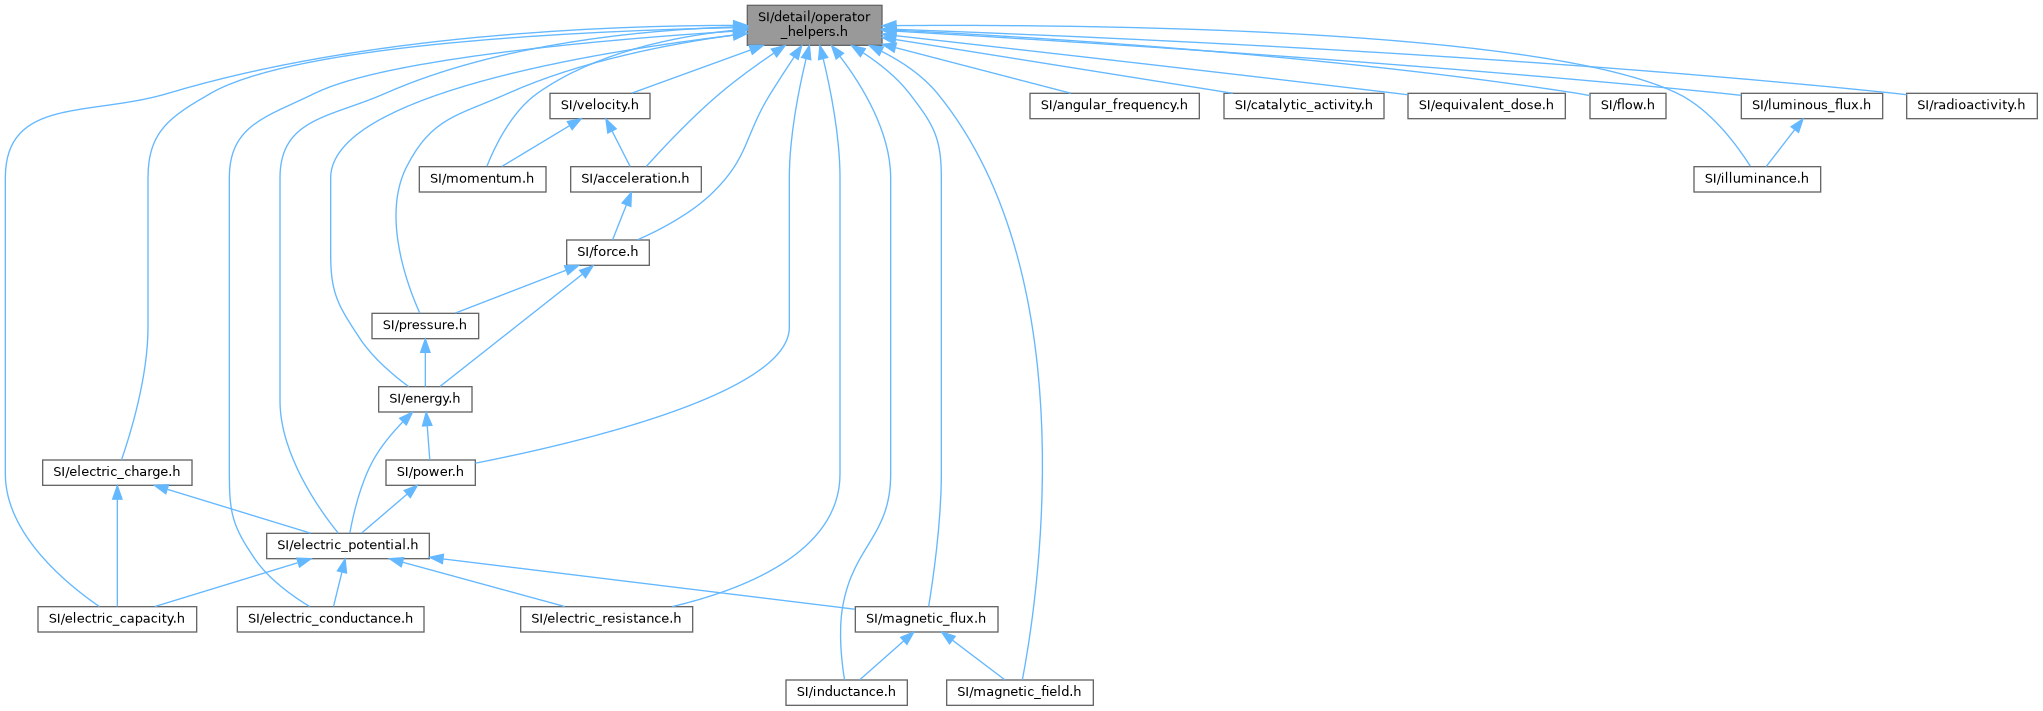 SI/detail/operator
_helpers.h
SI/velocity.h
SI/angular_frequency.h
SI/catalytic_activity.h
SI/equivalent_dose.h
SI/flow.h
SI/luminous_flux.h
SI/radioactivity.h
SI/momentum.h
SI/acceleration.h
SI/illuminance.h
SI/force.h
SI/pressure.h
SI/energy.h
SI/electric_charge.h
SI/power.h
SI/electric_potential.h
SI/electric_capacity.h
SI/electric_conductance.h
SI/electric_resistance.h
SI/magnetic_flux.h
SI/inductance.h
SI/magnetic_field.h